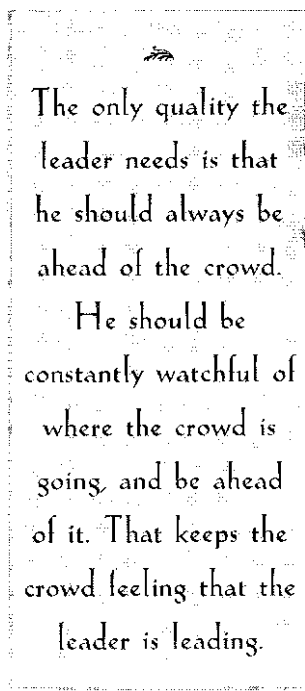 The only quality the
leader needs is that
he should always be
ahead of the crowd.
He should be
constantly watchful of
where the crowd is
going, and be ahead
of it. That keeps the
crowd feeling that the
leader is leading.